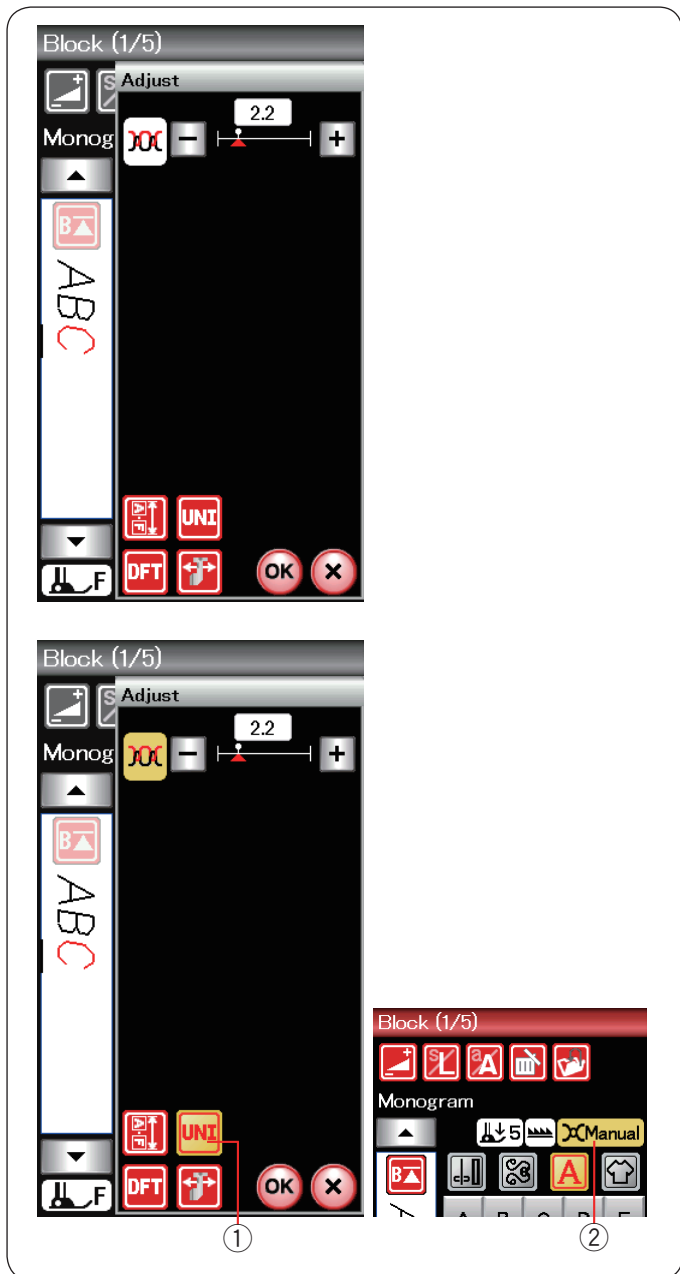 Block (1/5)
Adjust
2.2
Monog
B
ABC
A-F
UNI
F
DFT
OK
Block (1/5)
Adjust
2.2
Monog
B
ABC
A-F
UNI
F
DFT
OK
①
Block (1/5)
S L a A
Monogram
5 Manual
B A
A B C D E
②